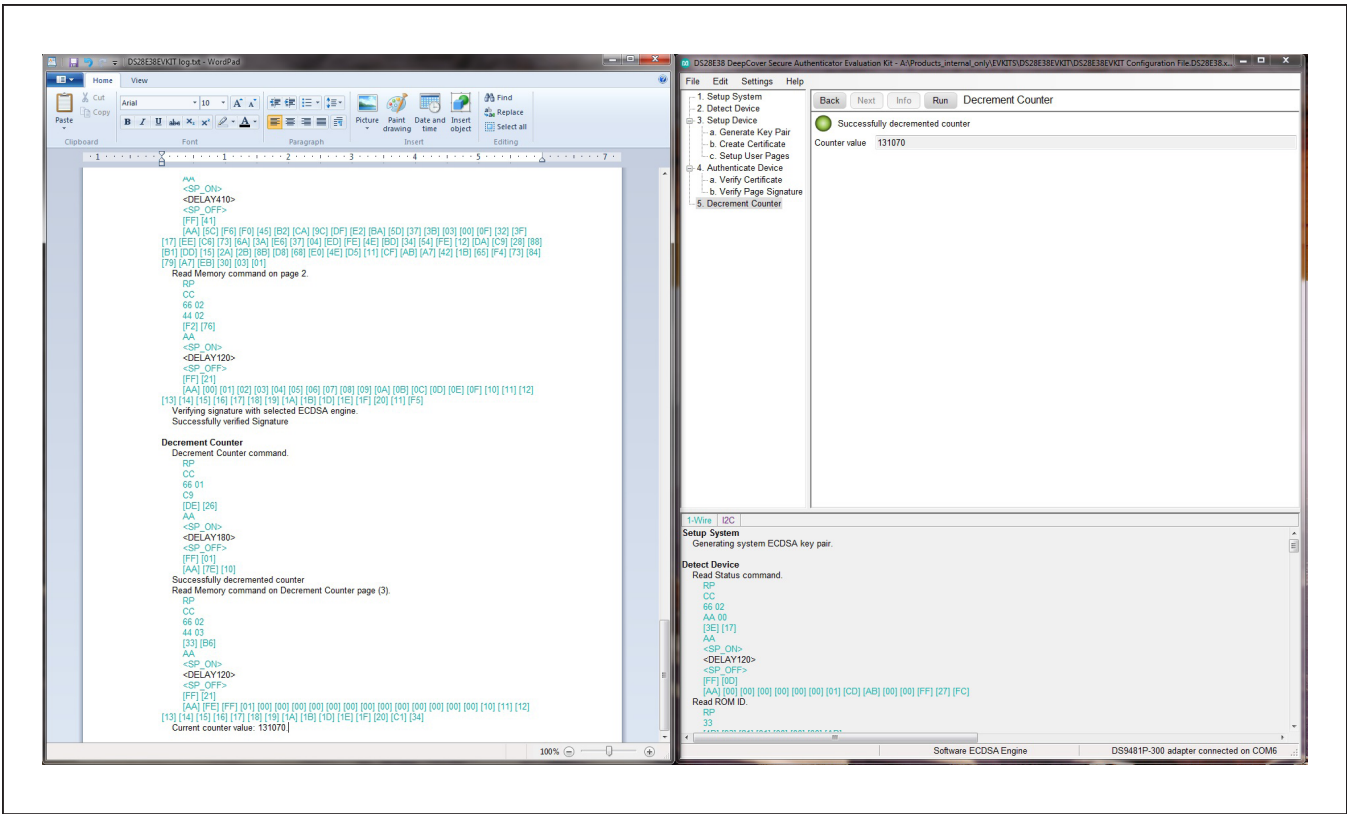 DS28E38EVKIT log.txt - WordPad
Home View
Cut
Copy
Paste
Clipboard
Arial 10
Font
Paragraph
Picture Paint drawing Date and time Insert object
Insert
Find
Replace
Select all
Editing
1 1 2 3 4 5 7
AA
<SP_ON>
<DELAY410>
<SP_OFF>
[FF] [41]
[AA] [5C] [F6] [F0] [45] [B2] [CA] [9C] [DF] [E2] [BA] [5D] [37] [3B] [03] [00] [0F] [32] [3F]
[17] [EE] [C6] [73] [6A] [3A] [E6] [37] [04] [ED] [FE] [4E] [BD] [34] [54] [FE] [12] [DA] [C9] [28] [88]
[B1] [DD] [15] [2A] [2B] [8B] [D8] [68] [E0] [4E] [D5] [11] [CF] [AB] [A7] [42] [1B] [65] [F4] [73] [84]
[79] [A7] [EB] [30] [03] [01]
Read Memory command on page 2.
RP
CC
66 02
44 02
[F2] [76]
AA
<SP_ON>
<DELAY120>
<SP_OFF>
[FF] [21]
[AA] [00] [01] [02] [03] [04] [05] [06] [07] [08] [09] [0A] [0B] [0C] [0D] [0E] [0F] [10] [11] [12]
[13] [14] [15] [16] [17] [18] [19] [1A] [1B] [1D] [1E] [1F] [20] [11] [F5]
Verifying signature with selected ECDSA engine.
Successfully verified Signature
Decrement Counter
Decrement Counter command.
RP
CC
66 01
C9
[DE] [26]
AA
<SP_ON>
<DELAY180>
<SP_OFF>
[FF] [01]
[AA] [7E] [10]
Successfully decremented counter
Read Memory command on Decrement Counter page (3).
RP
CC
66 02
44 03
[33] [B6]
AA
<SP_ON>
<DELAY120>
<SP_OFF>
[FF] [21]
[AA] [FE] [FF] [01] [00] [00] [00] [00] [00] [00] [00] [00] [00] [00] [00] [00] [00] [10] [11] [12]
[13] [14] [15] [16] [17] [18] [19] [1A] [1B] [1D] [1E] [1F] [20] [C1] [34]
Current counter value: 131070.
100%
DS28E38 DeepCover Secure Authenticator Evaluation Kit - A:\Products_internal_only\EVKITS\DS28E38EVKIT\DS28E38EVKIT Configuration File.DS28E38.x...
File Edit Settings Help
1. Setup System
2. Detect Device
3. Setup Device
a. Generate Key Pair
b. Create Certificate
c. Setup User Pages
4. Authenticate Device
a. Verify Certificate
b. Verify Page Signature
5. Decrement Counter
Back Next Info Run Decrement Counter
Successfully decremented counter
Counter value 131070
1-Wire I2C
Setup System
Generating system ECDSA key pair.
Detect Device
Read Status command.
RP
CC
66 02
AA 00
[3E] [17]
AA
<SP_ON>
<DELAY120>
<SP_OFF>
[FF] [0D]
[AA] [00] [00] [00] [00] [00] [00] [01] [CD] [AB] [00] [00] [FF] [27] [FC]
Read ROM ID.
RP
33
Software ECDSA Engine
DS9481P-300 adapter connected on COM6